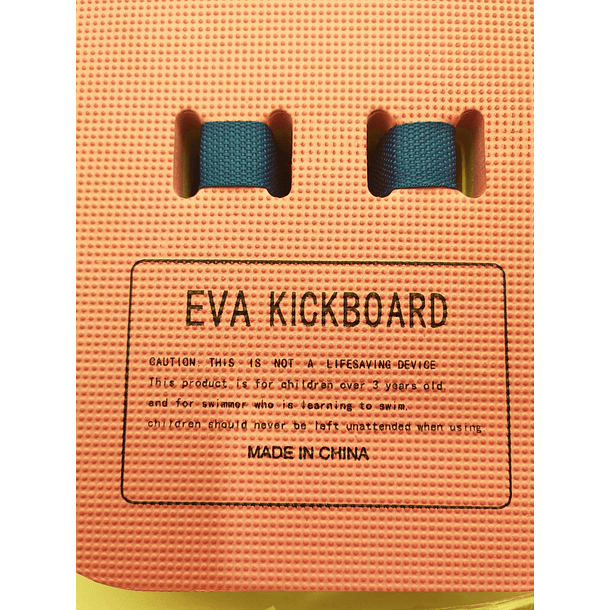 EVA KICKBOARD
CAUTION: THIS IS NOT A LIFESAVING DEVICE
This product is for children over 3 years old,
and for swimmer who is learning to swim.
children should never be left unattended when using
MADE IN CHINA